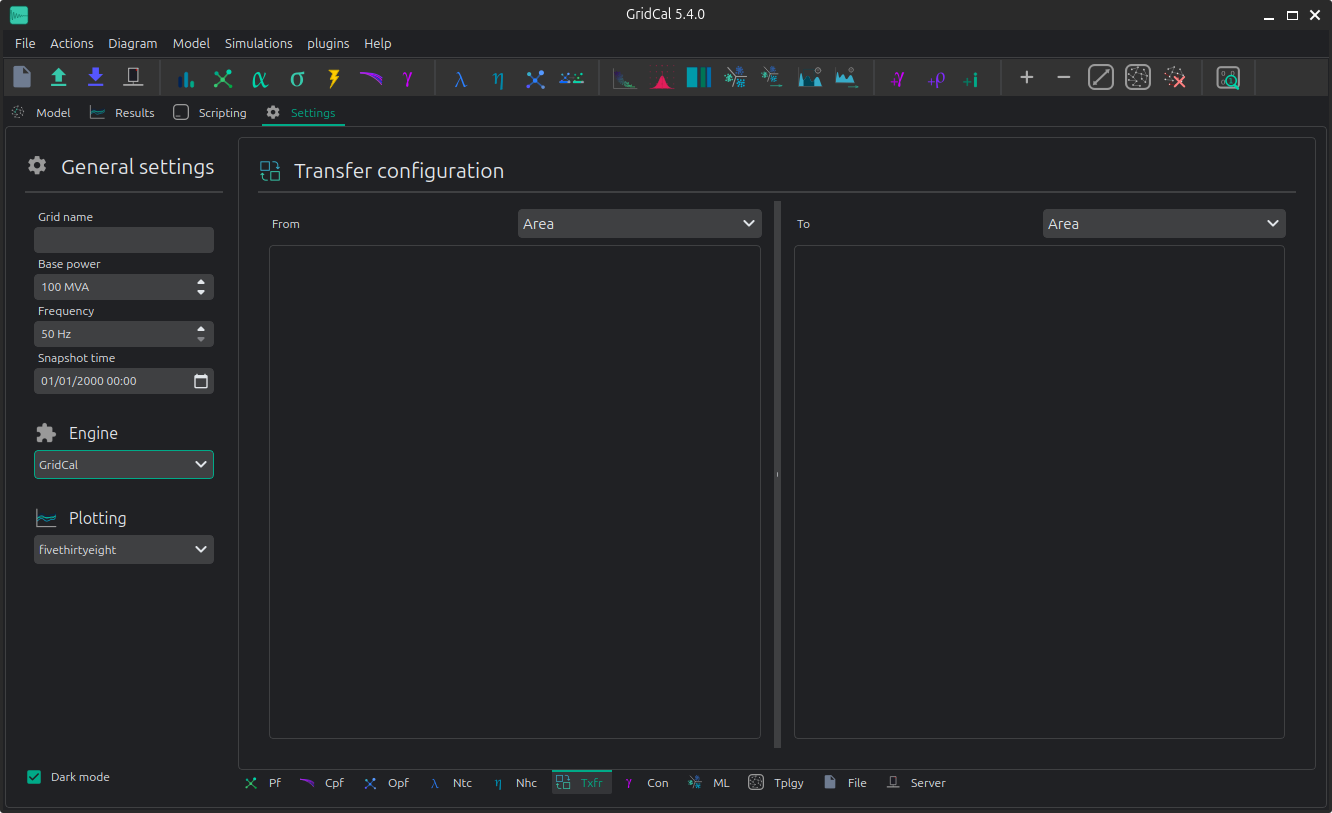 GridCal 5.4.0
File Actions Diagram Model Simulations plugins Help
α σ γ λ η +γ +ρ +i + −
Model Results Scripting Settings
General settings
Transfer configuration
Grid name
From Area To Area
Base power
100 MVA
Frequency
50 Hz
Snapshot time
01/01/2000 00:00
Engine
GridCal
Plotting
fivethirtyeight
Dark mode
Pf Cpf Opf λ Ntc η Nhc Txfr γ Con ML Tplgy File Server